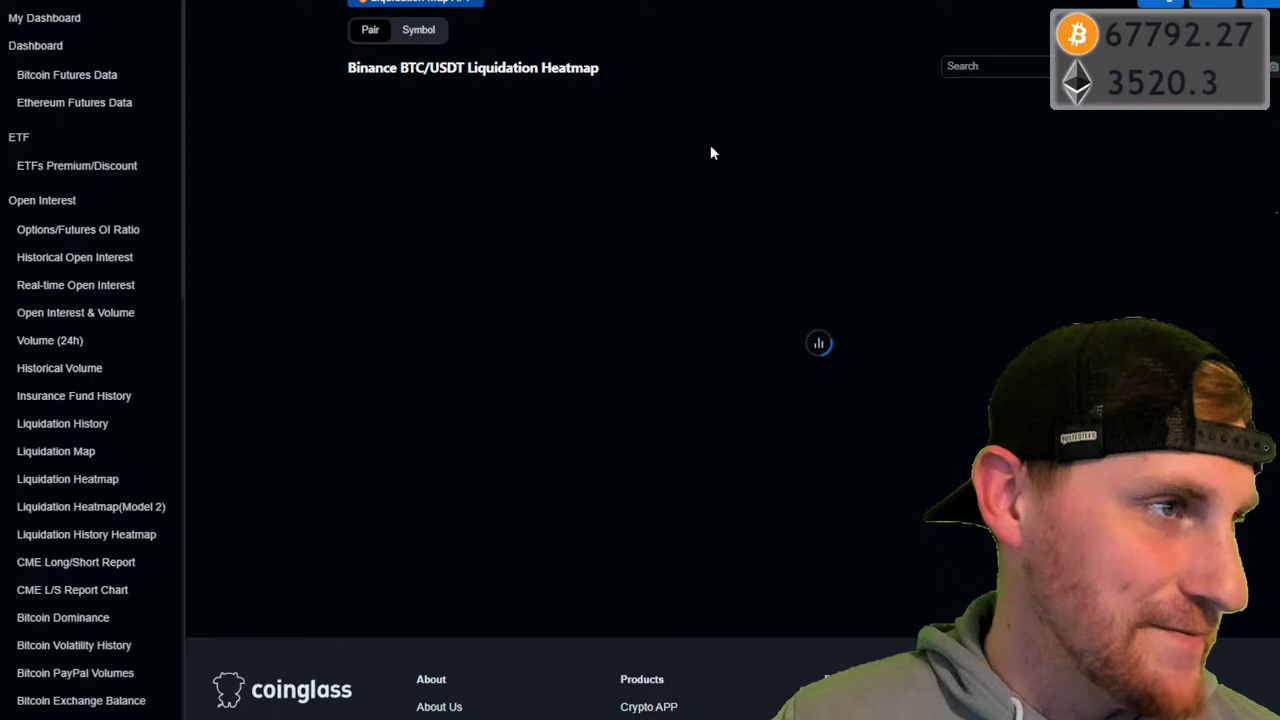 My Dashboard
Dashboard
Bitcoin Futures Data
Ethereum Futures Data
ETF
ETFs Premium/Discount
Open Interest
Options/Futures OI Ratio
Historical Open Interest
Real-time Open Interest
Open Interest & Volume
Volume (24h)
Historical Volume
Insurance Fund History
Liquidation History
Liquidation Map
Liquidation Heatmap
Liquidation Heatmap(Model 2)
Liquidation History Heatmap
CME Long/Short Report
CME L/S Report Chart
Bitcoin Dominance
Bitcoin Volatility History
Bitcoin PayPal Volumes
Bitcoin Exchange Balance
Pair Symbol
Binance BTC/USDT Liquidation Heatmap
Search
67792.27
3520.3
coinglass
About
About Us
Products
Crypto APP